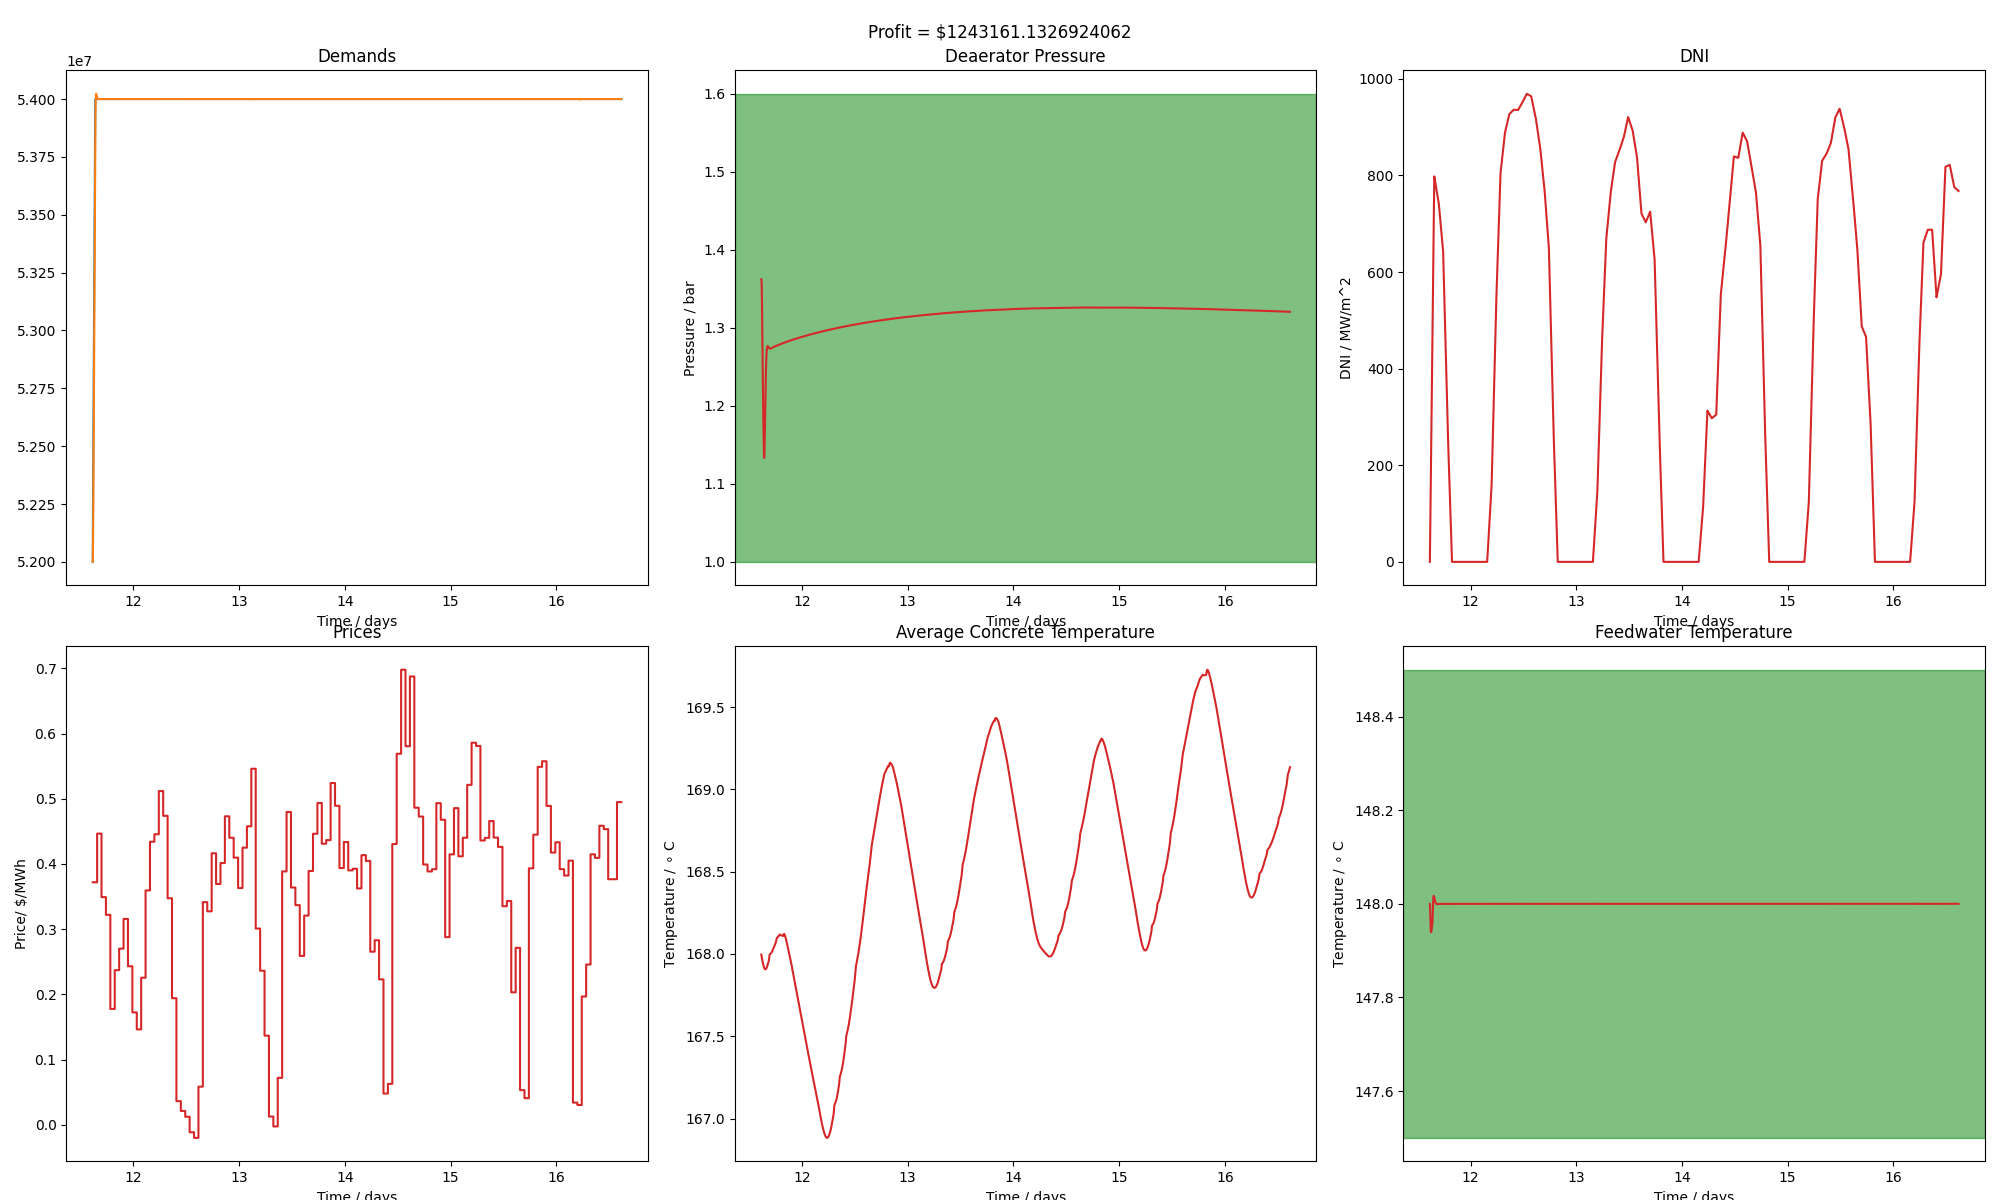 Profit = $1243161.1326924062
Demands
1e7
5.400
5.375
5.350
5.325
5.300
5.275
5.250
5.225
5.200
12 13 14 15 16
Time / days
Deaerator Pressure
Pressure / bar
1.6
1.5
1.4
1.3
1.2
1.1
1.0
12 13 14 15 16
Time / days
DNI
DNI / MW/m^2
1000
800
600
400
200
0
12 13 14 15 16
Time / days
Prices
Price/ $/MWh
0.7
0.6
0.5
0.4
0.3
0.2
0.1
0.0
12 13 14 15 16
Time / days
Average Concrete Temperature
Temperature / ∘ C
169.5
169.0
168.5
168.0
167.5
167.0
12 13 14 15 16
Time / days
Feedwater Temperature
Temperature / ∘ C
148.4
148.2
148.0
147.8
147.6
12 13 14 15 16
Time / days